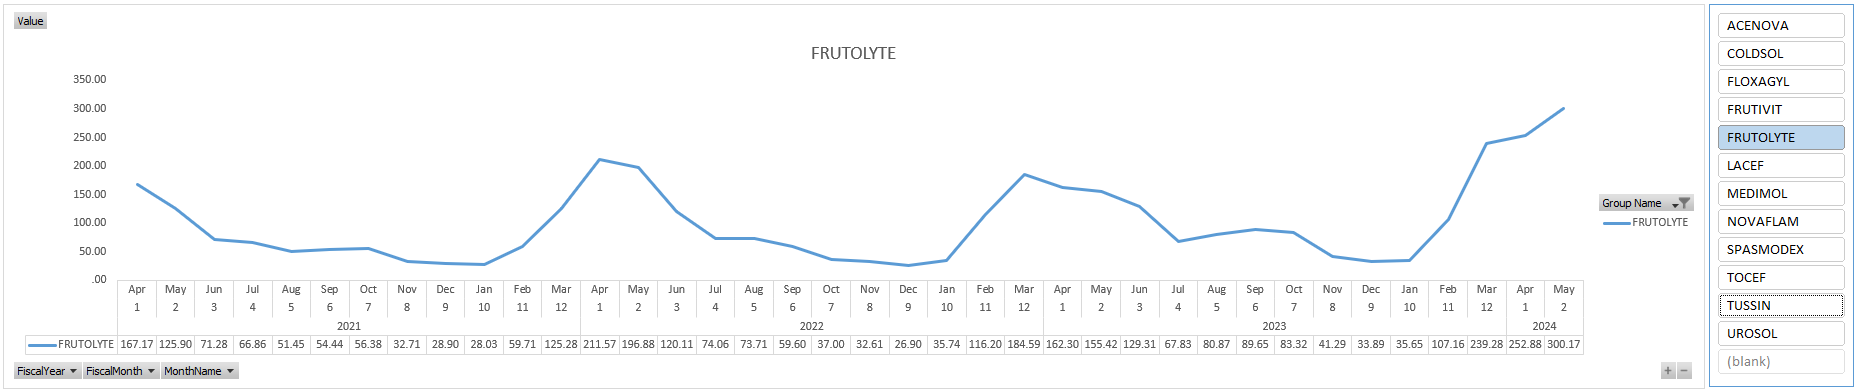 Value
FRUTOLYTE
350.00
300.00
250.00
200.00
150.00
100.00
50.00
.00
Apr May Jun Jul Aug Sep Oct Nov Dec Jan Feb Mar Apr May Jun Jul Aug Sep Oct Nov Dec Jan Feb Mar Apr May Jun Jul Aug Sep Oct Nov Dec Jan Feb Mar Apr May
1 2 3 4 5 6 7 8 9 10 11 12 1 2 3 4 5 6 7 8 9 10 11 12 1 2 3 4 5 6 7 8 9 10 11 12 1 2
2021 2022 2023 2024
FRUTOLYTE 167.17 125.90 71.28 66.86 51.45 54.44 56.38 32.71 28.90 28.03 59.71 125.28 211.57 196.88 120.11 74.06 73.71 59.60 37.00 32.61 26.90 35.74 116.20 184.59 162.30 155.42 129.31 67.83 80.87 89.65 83.32 41.29 33.89 35.65 107.16 239.28 252.88 300.17
FiscalYear FiscalMonth MonthName
Group Name
FRUTOLYTE
ACENOVA
COLDSOL
FLOXAGYL
FRUTIVIT
FRUTOLYTE
LACEF
MEDIMOL
NOVAFLAM
SPASMODEX
TOCEF
TUSSIN
UROSOL
(blank)